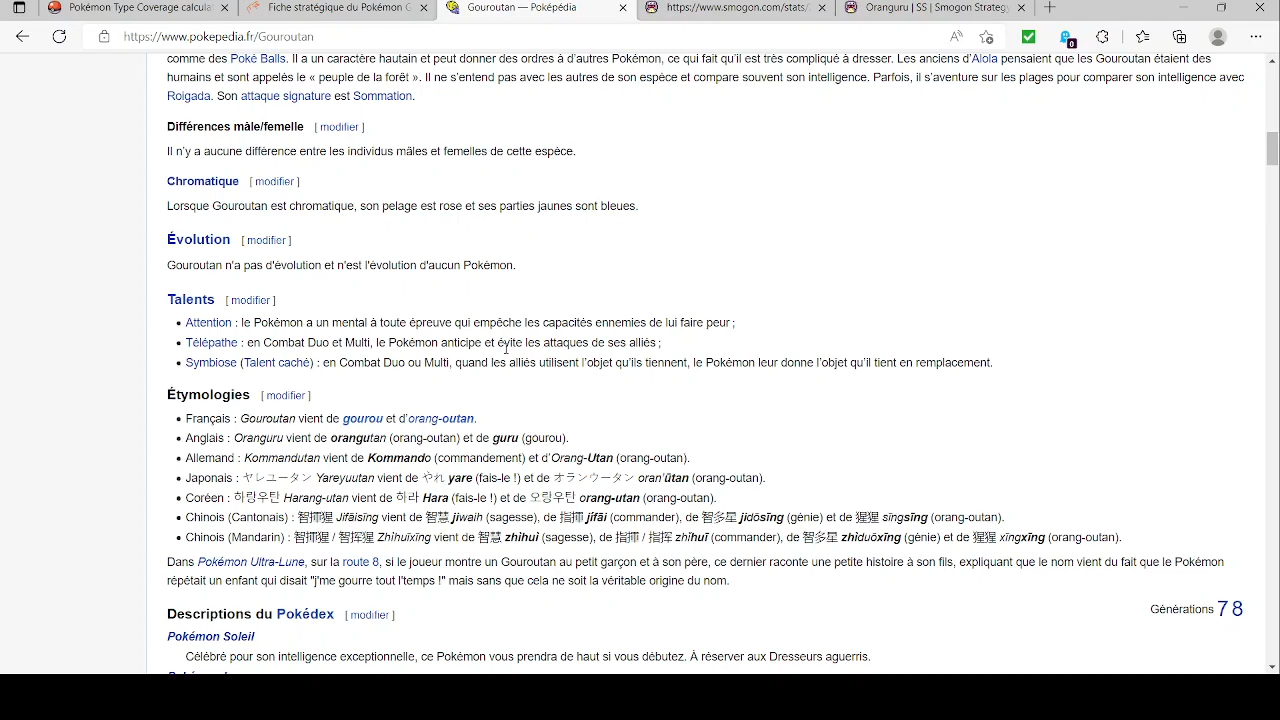 Pokémon Type Coverage calcula
Fiche stratégique du Pokémon G
Gouroutan — Poképédia
https://www.smogon.com/stats/
Oranguru | SS | Smogon Strateg
https://www.pokepedia.fr/Gouroutan
comme des Poké Balls. Il a un caractère hautain et peut donner des ordres à d'autres Pokémon, ce qui fait qu'il est très compliqué à dresser. Les anciens d'Alola pensaient que les Gouroutan étaient des
humains et sont appelés le « peuple de la forêt ». Il ne s'entend pas avec les autres de son espèce et compare souvent son intelligence. Parfois, il s'aventure sur les plages pour comparer son intelligence avec
Roigada. Son attaque signature est Sommation.
Différences mâle/femelle [ modifier ]
Il n'y a aucune différence entre les individus mâles et femelles de cette espèce.
Chromatique [ modifier ]
Lorsque Gouroutan est chromatique, son pelage est rose et ses parties jaunes sont bleues.
Évolution [ modifier ]
Gouroutan n'a pas d'évolution et n'est l'évolution d'aucun Pokémon.
Talents [ modifier ]
• Attention : le Pokémon a un mental à toute épreuve qui empêche les capacités ennemies de lui faire peur ;
• Télépathe : en Combat Duo et Multi, le Pokémon anticipe et évite les attaques de ses alliés ;
• Symbiose (Talent caché) : en Combat Duo ou Multi, quand les alliés utilisent l'objet qu'ils tiennent, le Pokémon leur donne l'objet qu'il tient en remplacement.
Étymologies [ modifier ]
• Français : Gouroutan vient de gourou et d'orang-outan.
• Anglais : Oranguru vient de orangutan (orang-outan) et de guru (gourou).
• Allemand : Kommandutan vient de Kommando (commandement) et d'Orang-Utan (orang-outan).
• Japonais : ヤレユータン Yareyuutan vient de やれ yare (fais-le !) et de オランウータン oran'ūtan (orang-outan).
• Coréen : 하랑우탄 Harang-utan vient de 하라 Hara (fais-le !) et de 오랑우탄 orang-utan (orang-outan).
• Chinois (Cantonais) : 智揮猩 Jifāisīng vient de 智慧 jiwaih (sagesse), de 指揮 jífāi (commander), de 智多星 jidōsīng (génie) et de 猩猩 sīngsīng (orang-outan).
• Chinois (Mandarin) : 智揮猩 / 智挥猩 Zhìhuīxīng vient de 智慧 zhìhuì (sagesse), de 指揮 / 指挥 zhǐhuī (commander), de 智多星 zhìduōxīng (génie) et de 猩猩 xīngxīng (orang-outan).
Dans Pokémon Ultra-Lune, sur la route 8, si le joueur montre un Gouroutan au petit garçon et à son père, ce dernier raconte une petite histoire à son fils, expliquant que le nom vient du fait que le Pokémon
répétait un enfant qui disait "j'me gourre tout l'temps !" mais sans que cela ne soit la véritable origine du nom.
Descriptions du Pokédex [ modifier ]
Générations 7 8
Pokémon Soleil
Célébré pour son intelligence exceptionnelle, ce Pokémon vous prendra de haut si vous débutez. À réserver aux Dresseurs aguerris.